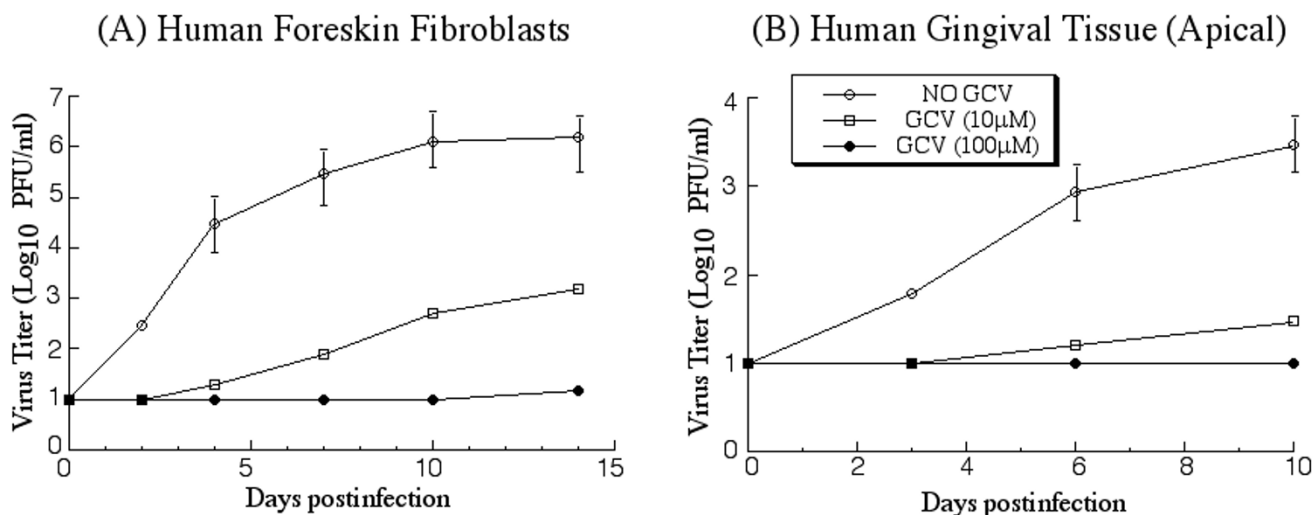 (A) Human Foreskin Fibroblasts
Virus Titer (Log10 PFU/ml)
7
6
5
4
3
2
1
0
0 5 10 15
Days postinfection
(B) Human Gingival Tissue (Apical)
NO GCV
GCV (10μM)
GCV (100μM)
Virus Titer (Log10 PFU/ml)
4
3
2
1
0
0 2 4 6 8 10
Days postinfection